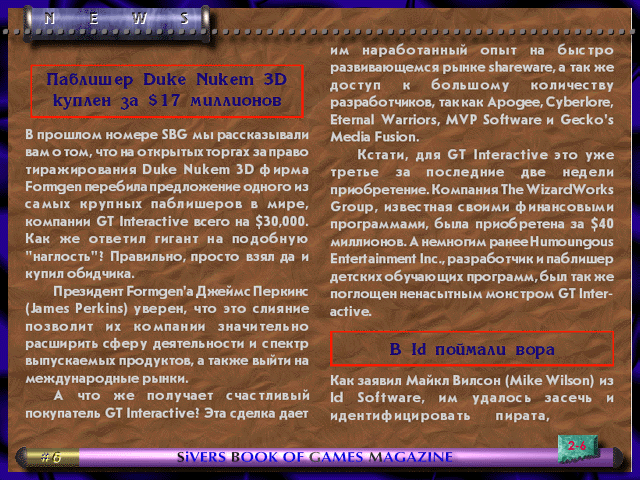 NEWS
Паблишер Duke Nukem 3D
куплен за $17 миллионов
В прошлом номере SBG мы рассказывали
вам о том, что на открытых торгах за право
тиражирования Duke Nukem 3D фирма
Formgen перебила предложение одного из
самых крупных паблишеров в мире,
компании GT Interactive всего на $30,000.
Как же ответил гигант на подобную
"наглость"? Правильно, просто взял да и
купил обидчика.
Президент Formgen'а Джеймс Перкинс
(James Perkins) уверен, что это слияние
позволит их компании значительно
расширить сферу деятельности и спектр
выпускаемых продуктов, а также выйти на
международные рынки.
А что же получает счастливый
покупатель GT Interactive? Эта сделка дает
им наработанный опыт на быстро
развивающемся рынке shareware, а так же
доступ к большому количеству
разработчиков, так как Apogee, Cyberlore,
Eternal Warriors, MVP Software и Gecko's
Media Fusion.
Кстати, для GT Interactive это уже
третье за последние две недели
приобретение. Компания The WizardWorks
Group, известная своими финансовыми
программами, была приобретена за $40
миллионов. А немногим ранее Humoungous
Entertainment Inc., разработчик и паблишер
детских обучающих программ, был так же
поглощен ненасытным монстром GT Inter-
active.
В Id поймали вора
Как заявил Майкл Вилсон (Mike Wilson) из
Id Software, им удалось засечь и
идентифицировать пирата,
#6
SiVERS BOOK OF GAMES MAGAZINE
2-6